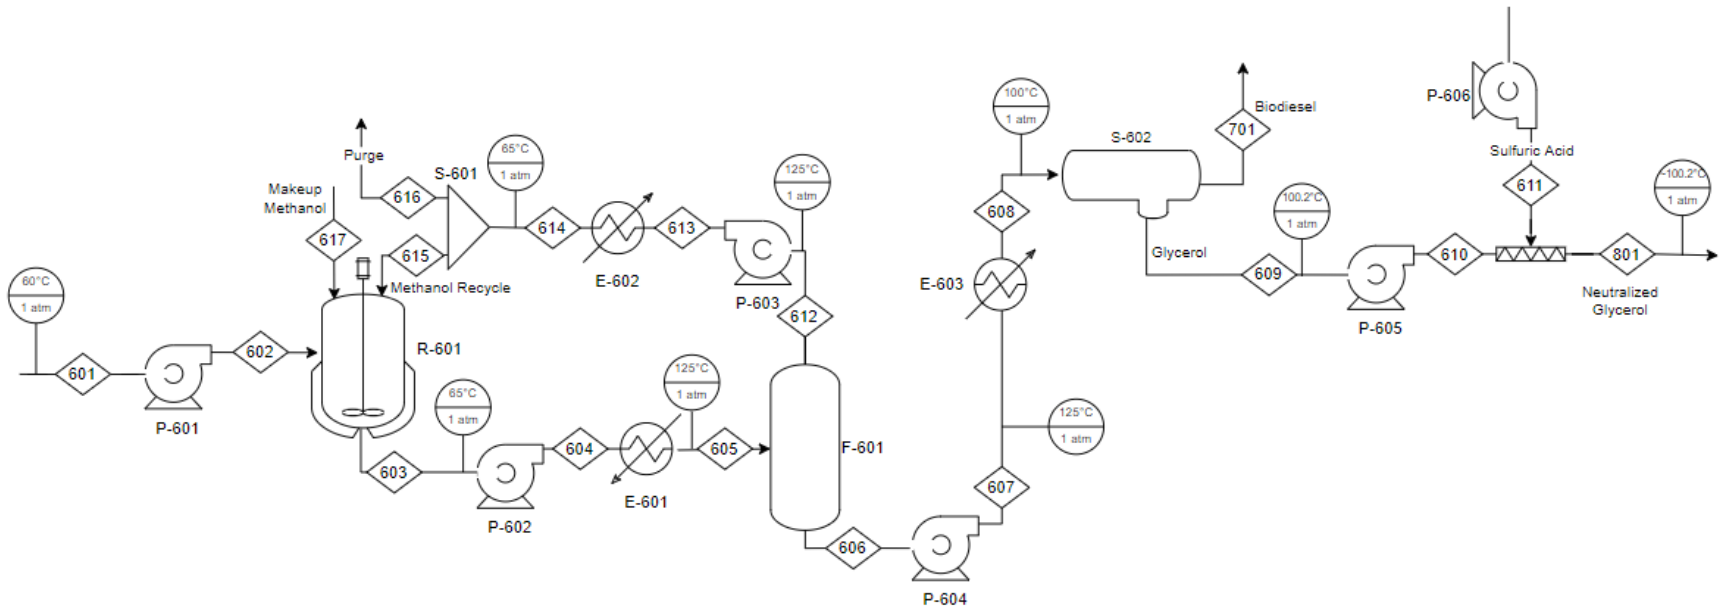 60°C
1 atm
601
P-601
602
Makeup
Methanol
617
Purge
616
S-601
615
Methanol Recycle
R-601
603
65°C
1 atm
P-602
604
E-601
125°C
1 atm
605
F-601
65°C
1 atm
614
E-602
613
P-603
125°C
1 atm
612
606
P-604
607
125°C
1 atm
E-603
608
100°C
1 atm
S-602
701
Biodiesel
Glycerol
609
100.2°C
1 atm
P-605
610
P-606
Sulfuric Acid
611
801
~100.2°C
1 atm
Neutralized
Glycerol